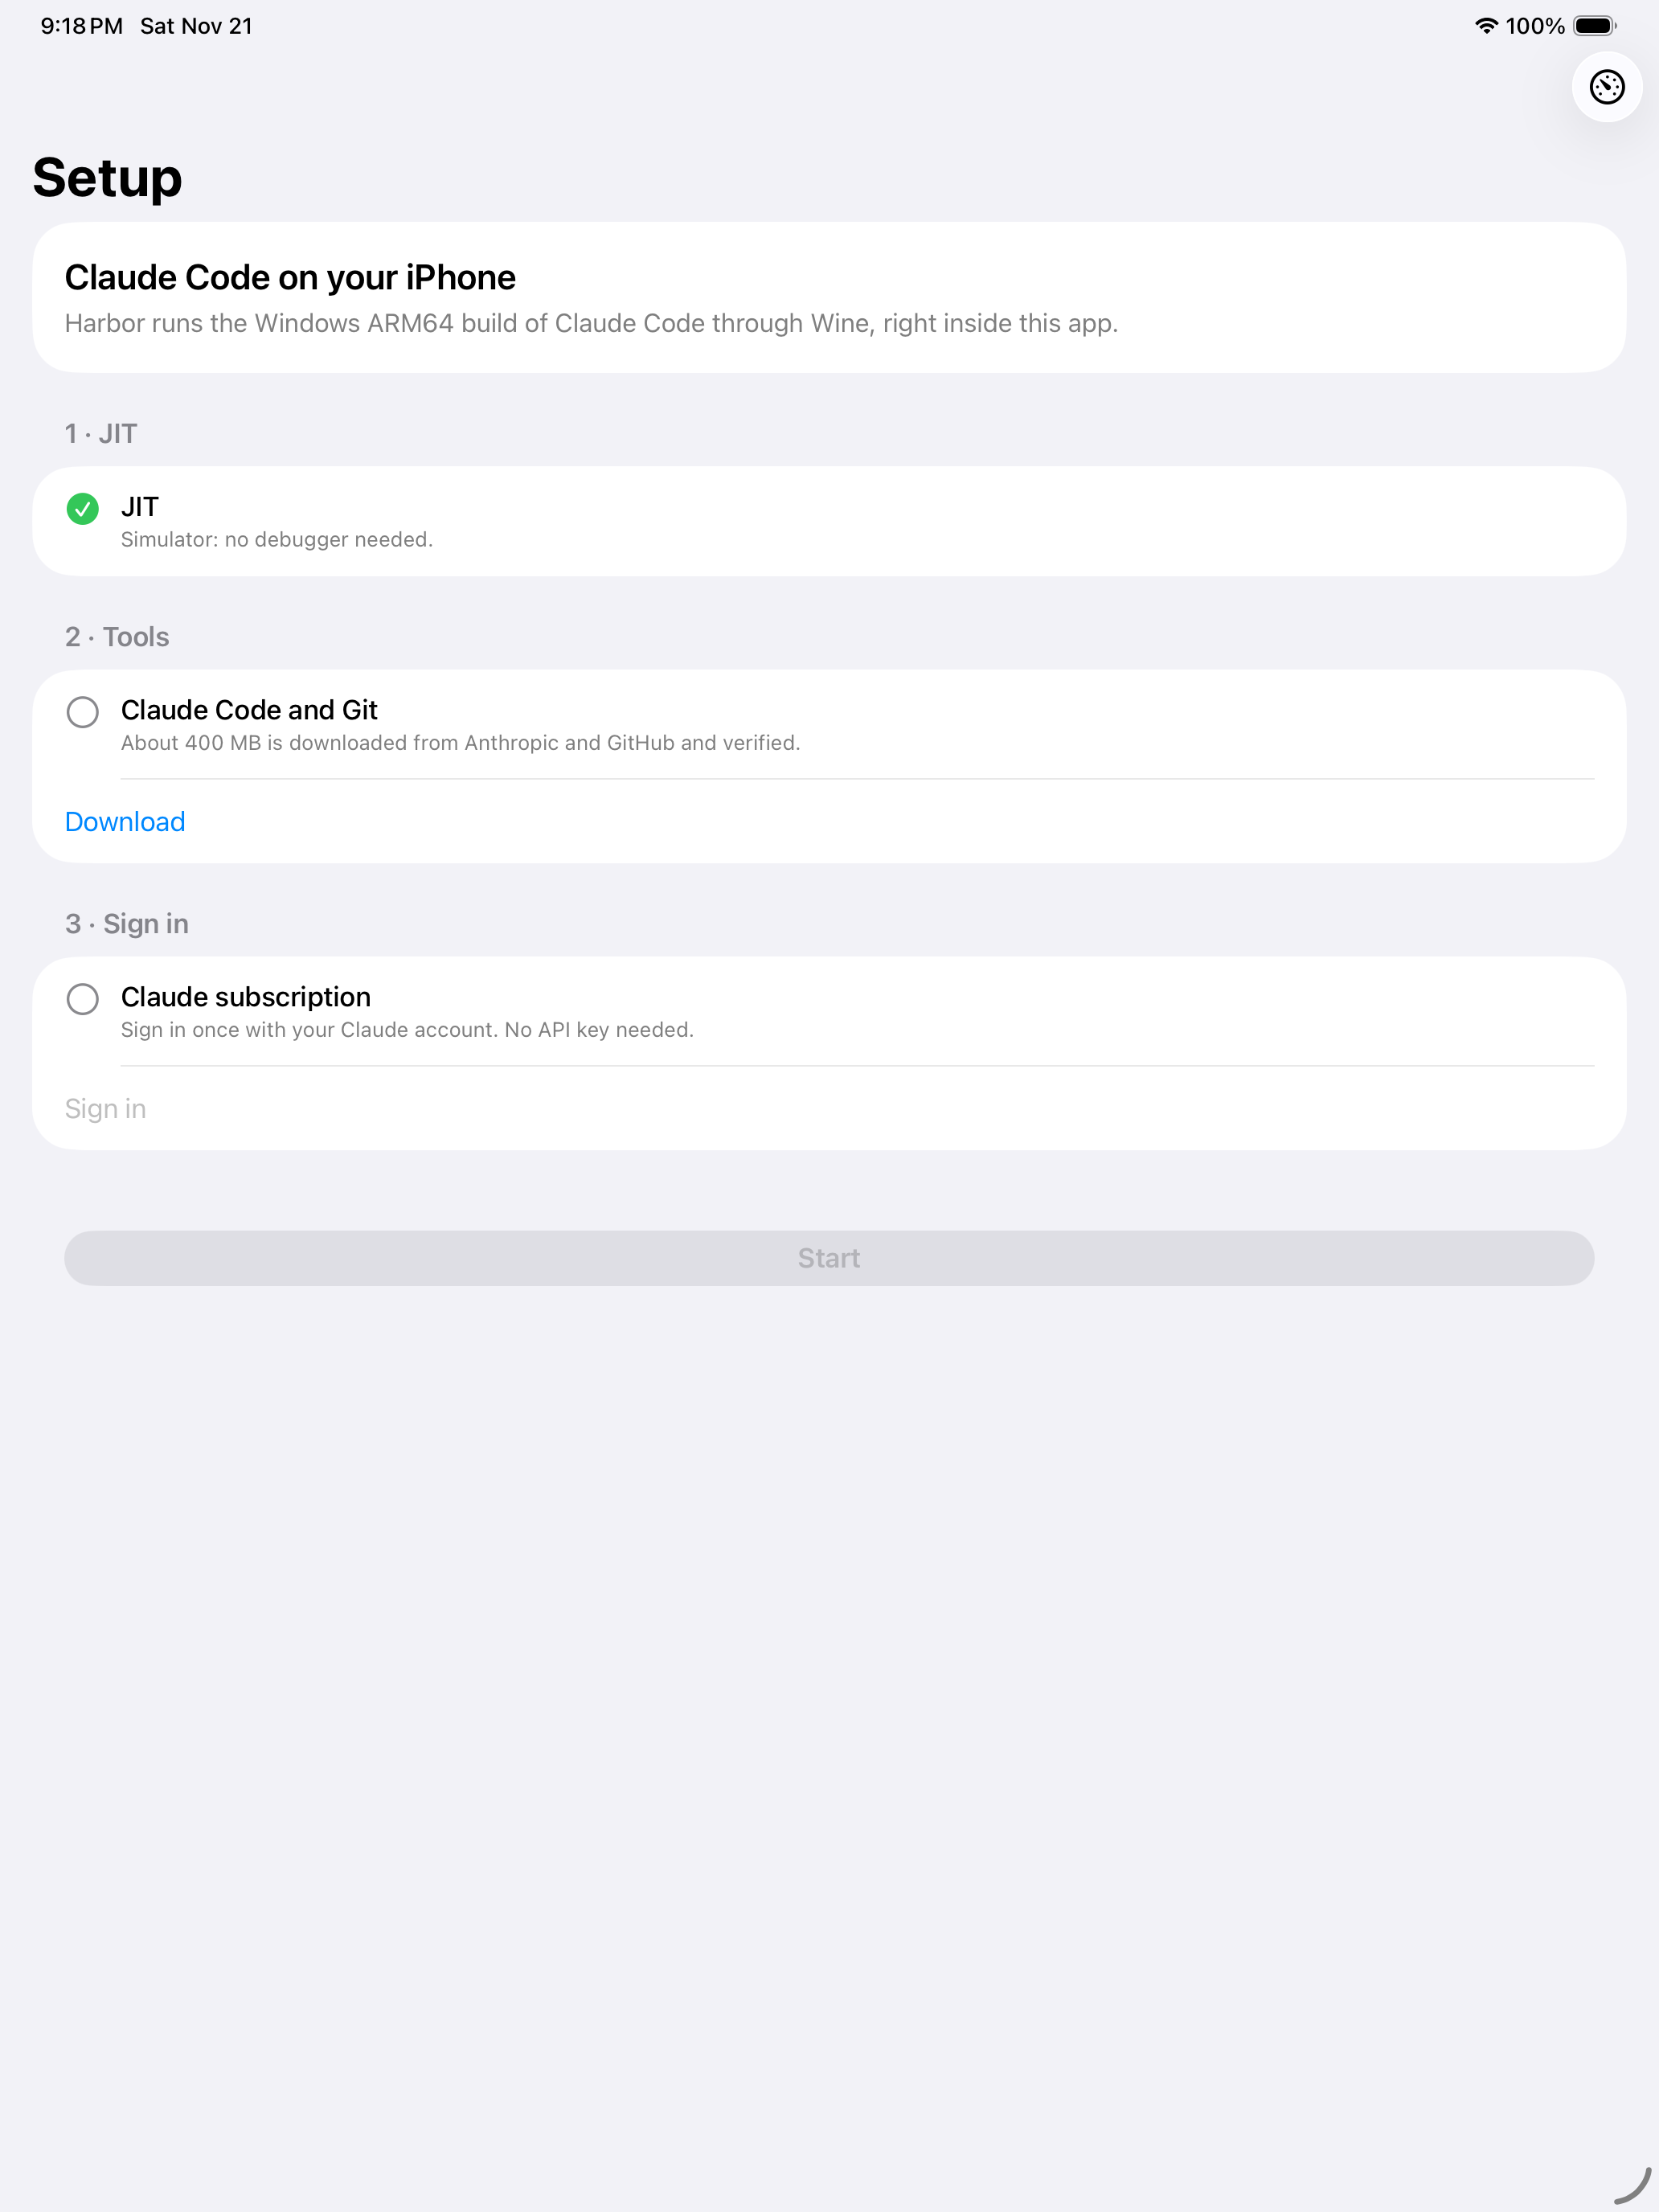 9:18 PM Sat Nov 21
100%
Setup
Claude Code on your iPhone
Harbor runs the Windows ARM64 build of Claude Code through Wine, right inside this app.
1 · JIT
JIT
Simulator: no debugger needed.
2 · Tools
Claude Code and Git
About 400 MB is downloaded from Anthropic and GitHub and verified.
Download
3 · Sign in
Claude subscription
Sign in once with your Claude account. No API key needed.
Sign in
Start